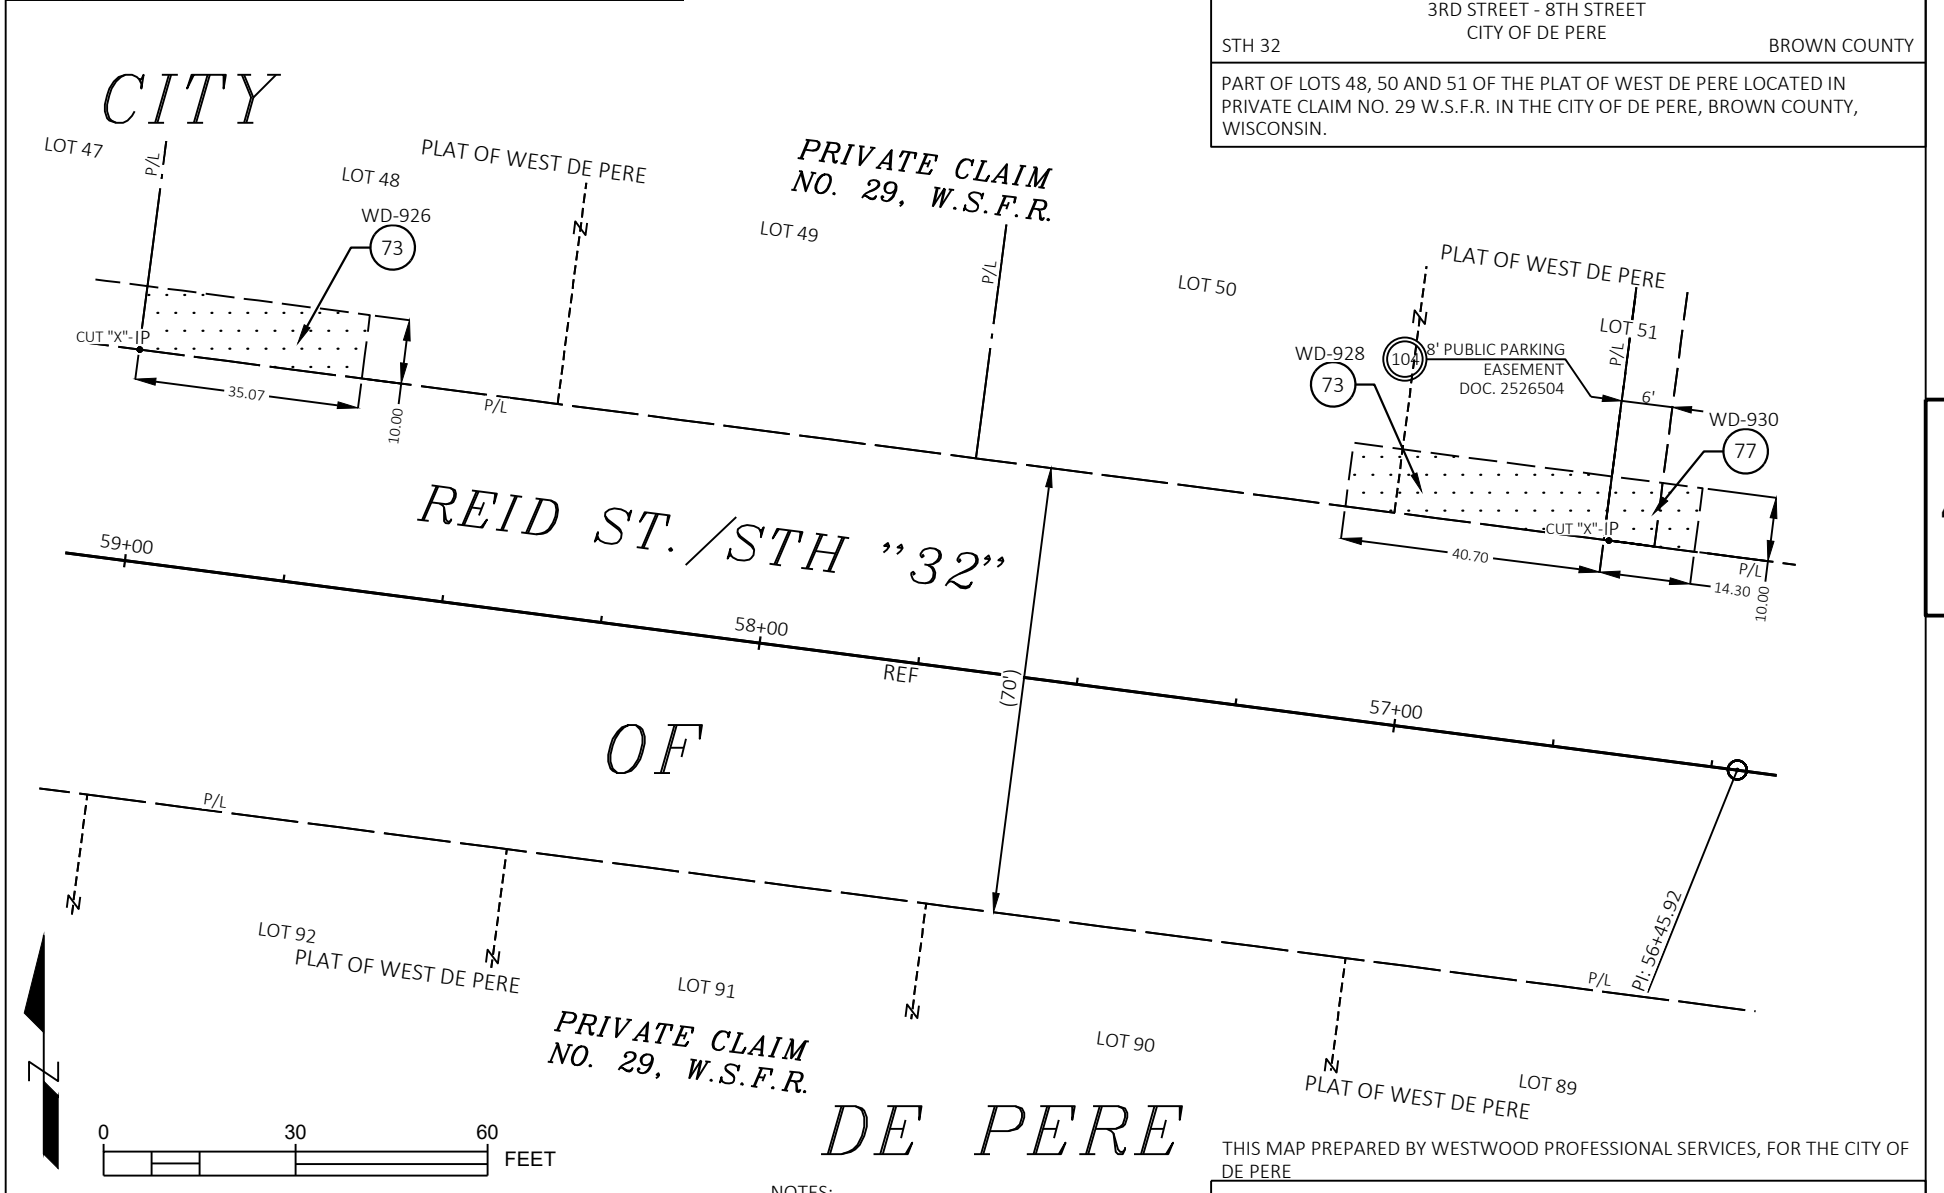 3RD STREET - 8TH STREET
CITY OF DE PERE
STH 32
BROWN COUNTY
PART OF LOTS 48, 50 AND 51 OF THE PLAT OF WEST DE PERE LOCATED IN
PRIVATE CLAIM NO. 29 W.S.F.R. IN THE CITY OF DE PERE, BROWN COUNTY,
WISCONSIN.
CITY
LOT 47
P/L
LOT 48
PLAT OF WEST DE PERE
WD-926
73
PRIVATE CLAIM
NO. 29, W.S.F.R.
LOT 49
P/L
LOT 50
PLAT OF WEST DE PERE
LOT 51
P/L
CUT "X"-IP
35.07
10.00
P/L
WD-928
73
104
8' PUBLIC PARKING
EASEMENT
DOC. 2526504
6'
WD-930
77
CUT "X"-IP
40.70
14.30
P/L
10.00
REID ST./STH "32"
59+00
58+00
REF
(70')
57+00
OF
P/L
LOT 92
PLAT OF WEST DE PERE
LOT 91
PRIVATE CLAIM
NO. 29, W.S.F.R.
LOT 90
P/L
PI: 56+45.92
LOT 89
PLAT OF WEST DE PERE
N
DE PERE
0 30 60
FEET
THIS MAP PREPARED BY WESTWOOD PROFESSIONAL SERVICES, FOR THE CITY OF
DE PERE
NOTES: